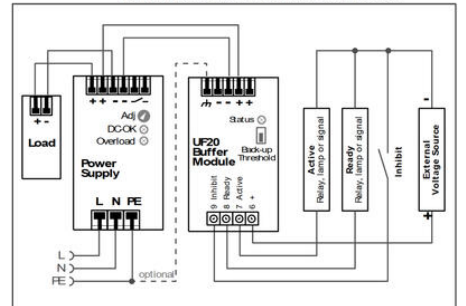 + + - -
+ -
Load
Adj
DC-OK
Overload
Power
Supply
L N PE
L
N
PE
optional
- - + +
Status
UF20
Buffer
Module
Back-up
Threshold
9 Inhibit
8 Ready
7 Active
6 +
Active
Relay, lamp or signal
Ready
Relay, lamp or signal
Inhibit
-
External
Voltage Source
+